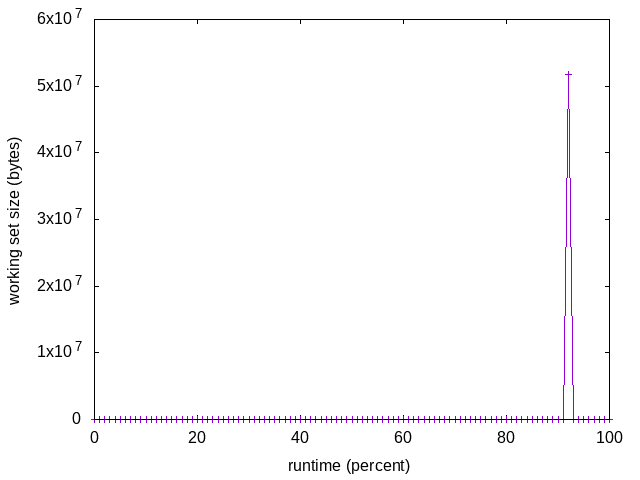 6x10^7
5x10^7
4x10^7
3x10^7
2x10^7
1x10^7
0
0 20 40 60 80 100
working set size (bytes)
runtime (percent)